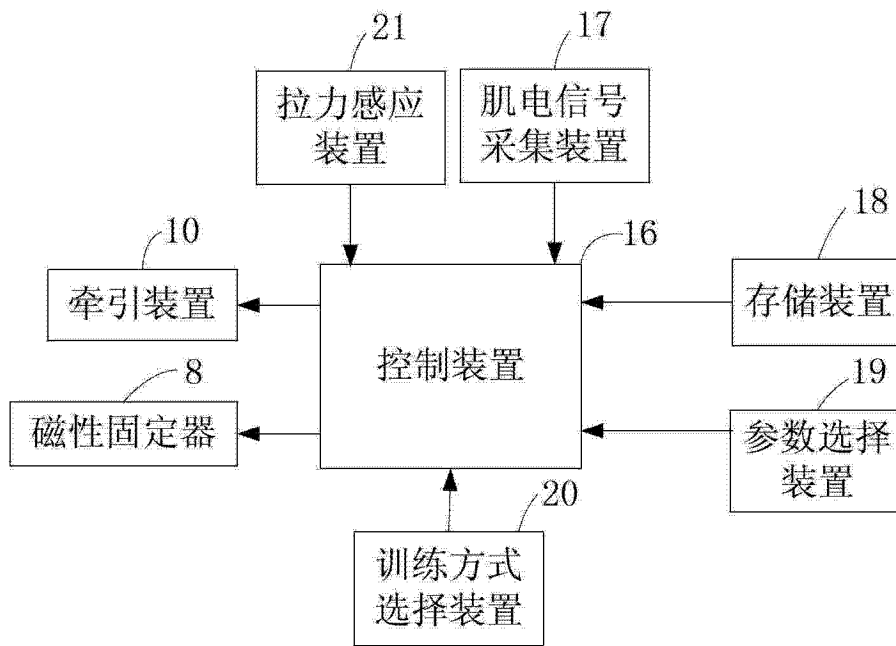 21
17
拉力感应
装置
肌电信号
采集装置
10
16
18
牵引装置
存储装置
控制装置
8
19
磁性固定器
参数选择
装置
20
训练方式
选择装置